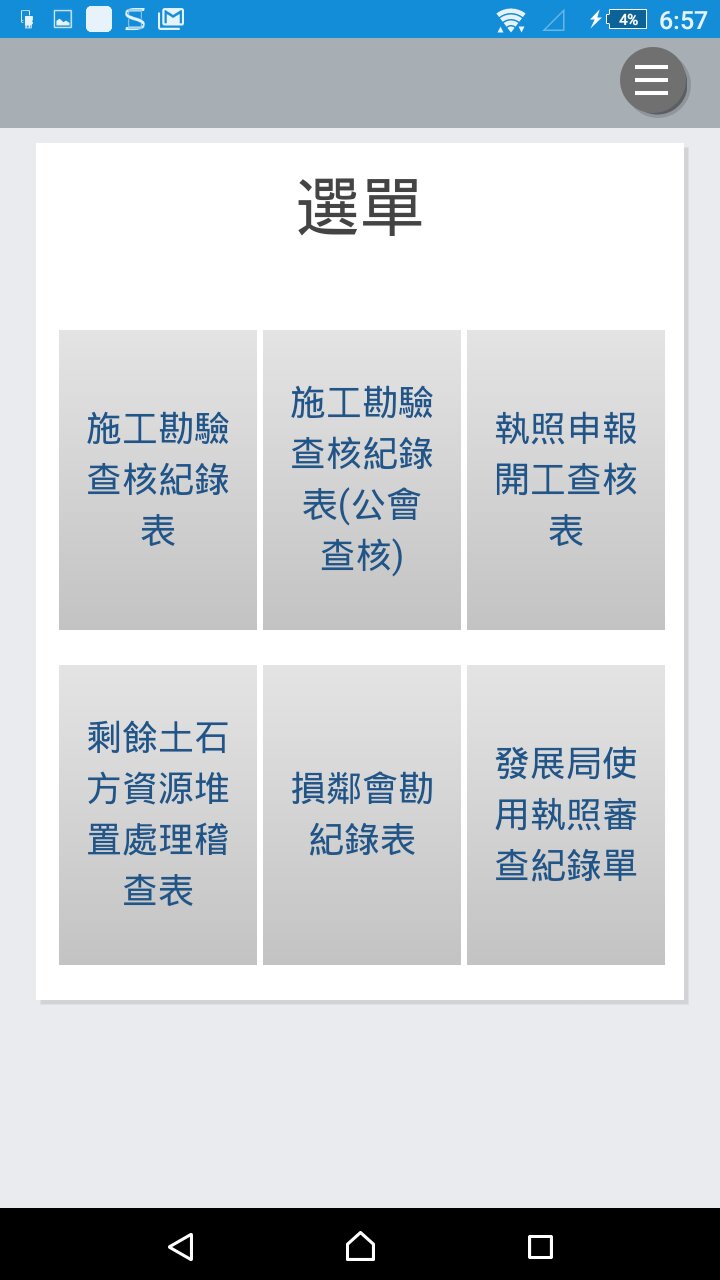 4%
6:57
選單
施工勘驗
查核紀錄
表
施工勘驗
查核紀錄
表(公會
查核)
執照申報
開工查核
表
剩餘土石
方資源堆
置處理稽
查表
損鄰會勘
紀錄表
發展局使
用執照審
查紀錄單